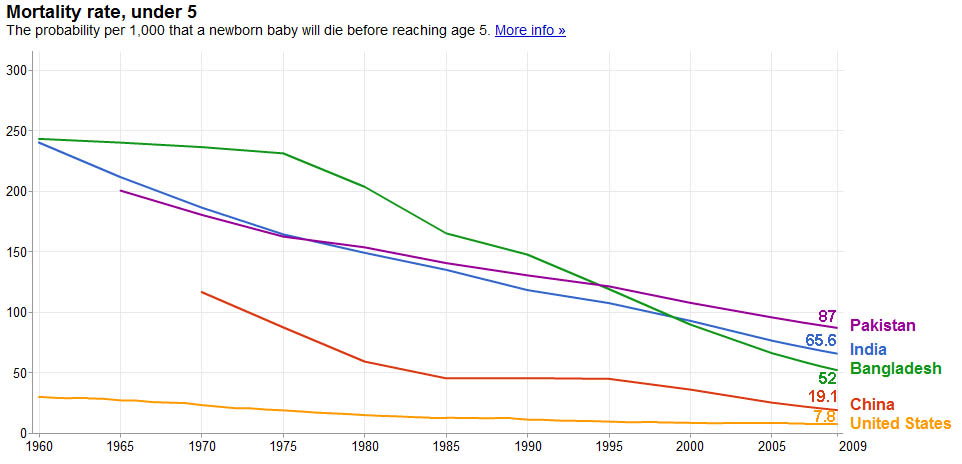 Mortality rate, under 5
The probability per 1,000 that a newborn baby will die before reaching age 5. More info »
300
250
200
150
100
50
0
87
Pakistan
65.6
India
Bangladesh
52
19.1
China
7.8
United States
1960 1965 1970 1975 1980 1985 1990 1995 2000 2005 2009